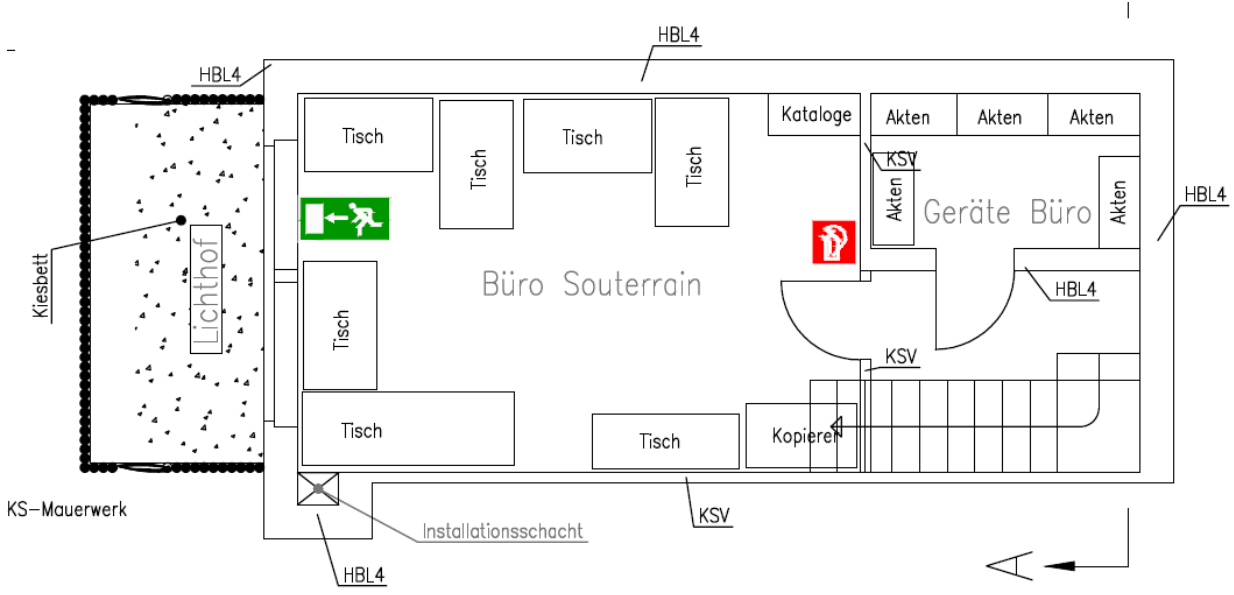 HBL4
HBL4
Tisch
Tisch
Tisch
Tisch
Kataloge
Akten
Akten
Akten
KSV
Akten
Akten
HBL4
Geräte Büro
Kiesbett
Lichthof
Büro Souterrain
HBL4
Tisch
KSV
Tisch
Tisch
Kopierer
KS-Mauerwerk
Installationsschacht
KSV
HBL4
A